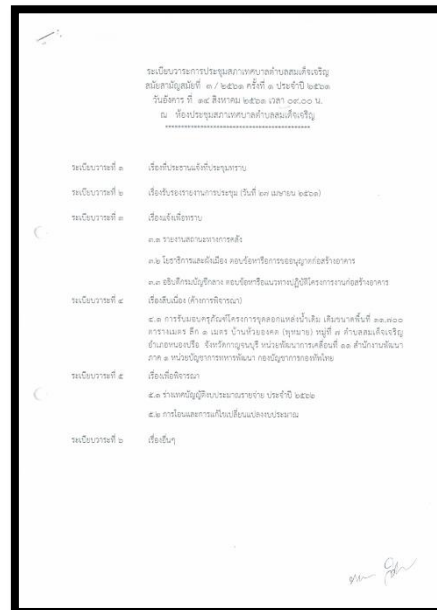 ระเบียบวาระการประชุมสภาเทศบาลตำบลสมเด็จเจริญ
สมัยสามัญสมัยที่ ๓ / ๒๕๖๑ ครั้งที่ ๑ ประจำปี ๒๕๖๑
วันอังคาร ที่ ๑๔ สิงหาคม ๒๕๖๑ เวลา ๐๙.๐๐ น.
ณ ห้องประชุมสภาเทศบาลตำบลสมเด็จเจริญ
ระเบียบวาระที่ ๑ เรื่องที่ประธานแจ้งที่ประชุมทราบ
ระเบียบวาระที่ ๒ เรื่องรับรองรายงานการประชุม (วันที่ ๒๗ เมษายน ๒๕๖๑)
ระเบียบวาระที่ ๓ เรื่องแจ้งเพื่อทราบ
๓.๑ รายงานสถานะทางการคลัง
๓.๒ โยธาธิการและผังเมือง ตอบข้อหารือการขออนุญาตก่อสร้างอาคาร
๓.๓ อธิบดีกรมบัญชีกลาง ตอบข้อหารือแนวทางปฏิบัติโครงการงานก่อสร้างอาคาร
ระเบียบวาระที่ ๔ เรื่องสืบเนื่อง (ค้างการพิจารณา)
๔.๑ การรับมอบครุภัณฑ์โครงการขุดลอกแหล่งน้ำเดิม เดิมขนาดพื้นที่ ๑๑,๗๐๐
ตารางเมตร ลึก ๑ เมตร บ้านห้วยองคต (พุหมาย) หมู่ที่ ๗ ตำบลสมเด็จเจริญ
อำเภอหนองปรือ จังหวัดกาญจนบุรี หน่วยพัฒนาการเคลื่อนที่ ๑๑ สำนักงานพัฒนา
ภาค ๑ หน่วยบัญชาการทหารพัฒนา กองบัญชาการกองทัพไทย
ระเบียบวาระที่ ๕ เรื่องเพื่อพิจารณา
๕.๑ ร่างเทศบัญญัติงบประมาณรายจ่าย ประจำปี ๒๕๖๒
๕.๒ การโอนและการแก้ไขเปลี่ยนแปลงงบประมาณ
ระเบียบวาระที่ ๖ เรื่องอื่นๆ